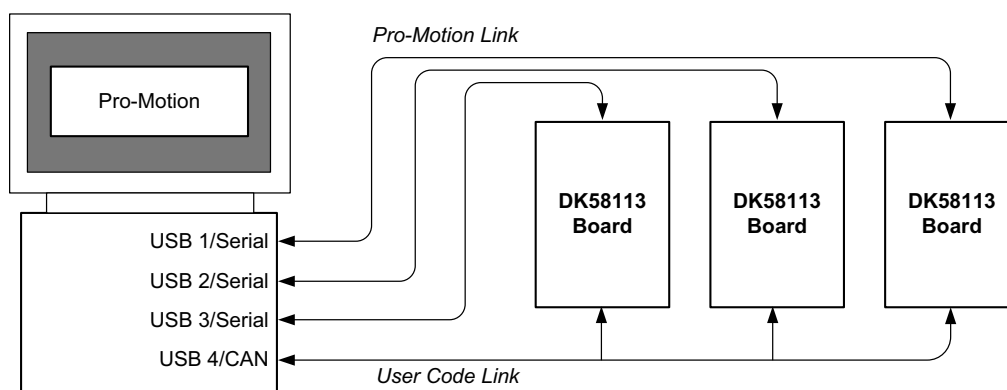 Pro-Motion Link
Pro-Motion
DK58113
Board
DK58113
Board
DK58113
Board
USB 1/Serial
USB 2/Serial
USB 3/Serial
USB 4/CAN
User Code Link